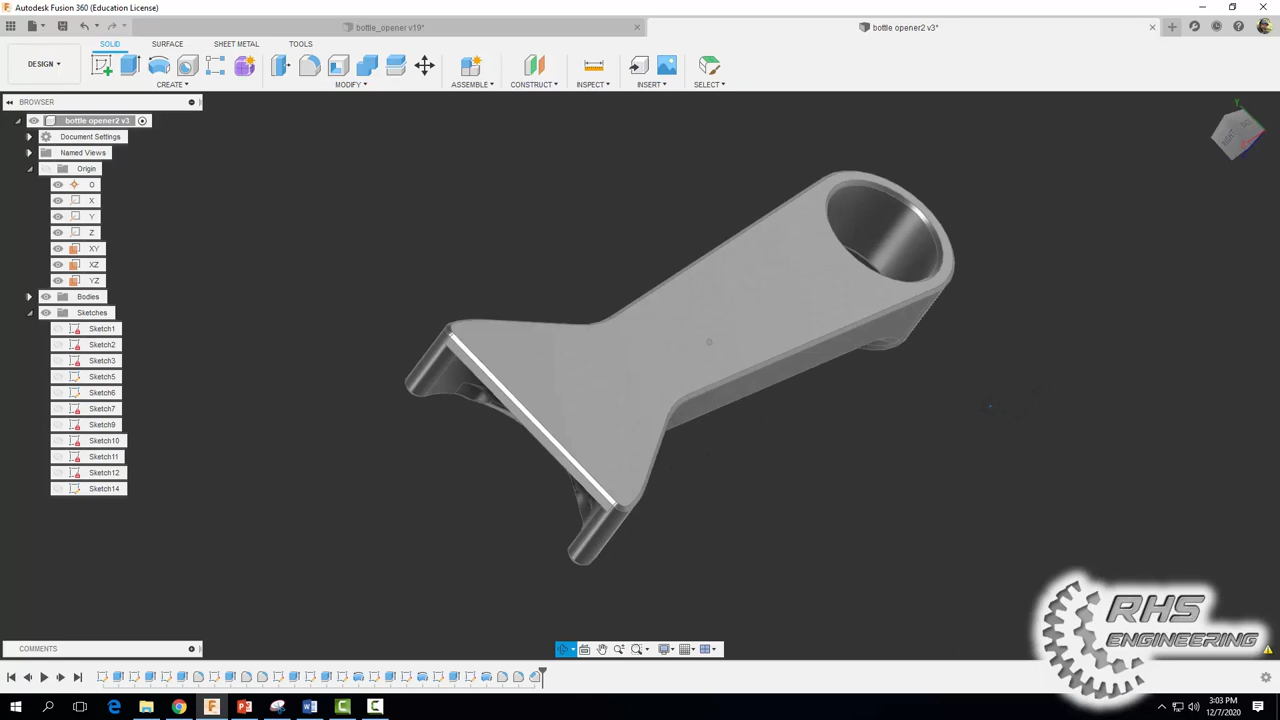 Autodesk Fusion 360 (Education License)
bottle_opener v19*
bottle opener2 v3*
DESIGN
SOLID
SURFACE
SHEET METAL
TOOLS
CREATE
MODIFY
ASSEMBLE
CONSTRUCT
INSPECT
INSERT
SELECT
BROWSER
bottle opener2 v3
Document Settings
Named Views
Origin
O
X
Y
Z
XY
XZ
YZ
Bodies
Sketches
Sketch1
Sketch2
Sketch3
Sketch5
Sketch6
Sketch7
Sketch9
Sketch10
Sketch11
Sketch12
Sketch14
Y
RIGHT
COMMENTS
RHS
ENGINEERING
3:03 PM
12/7/2020